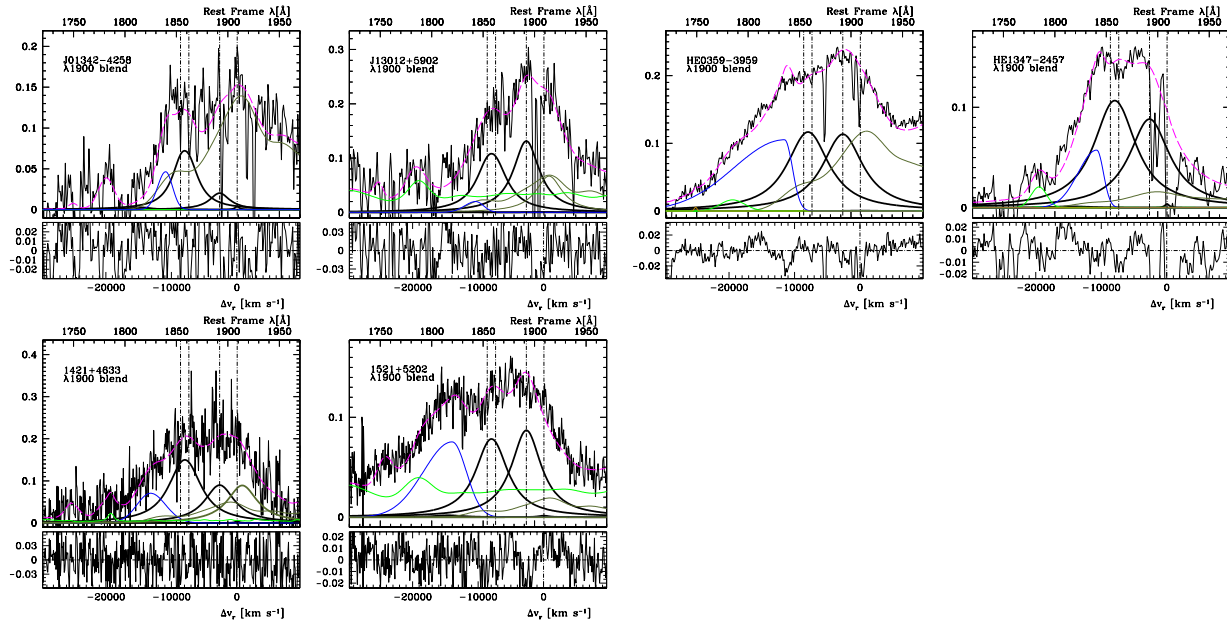 Rest Frame λ[Å]
1750 1800 1850 1900 1950
J01342−4258
λ1900 blend
0.2
0.15
0.1
0.05
0
0.02
0
−0.02
−20000 −10000 0
Δv_r [km s⁻¹]
Rest Frame λ[Å]
1750 1800 1850 1900 1950
J13012+5902
λ1900 blend
0.3
0.2
0.1
0
0.03
0
−0.03
−20000 −10000 0
Δv_r [km s⁻¹]
Rest Frame λ[Å]
1800 1850 1900 1950
HE0359−3959
λ1900 blend
0.2
0.1
0
0.02
0
−0.02
−20000 −10000 0
Δv_r [km s⁻¹]
Rest Frame λ[Å]
1750 1800 1850 1900 1950
HE1347−2457
λ1900 blend
0.1
0
0.02
0.01
0
−0.01
−0.02
−20000 −10000 0
Δv_r [km s⁻¹]
Rest Frame λ[Å]
1750 1800 1850 1900 1950
1421+4633
λ1900 blend
0.4
0.3
0.2
0.1
0
0.03
0
−0.03
−20000 −10000 0
Δv_r [km s⁻¹]
Rest Frame λ[Å]
1750 1800 1850 1900 1950
1521+5202
λ1900 blend
0.1
0
0.02
0.01
0
−0.01
−0.02
−20000 −10000 0
Δv_r [km s⁻¹]